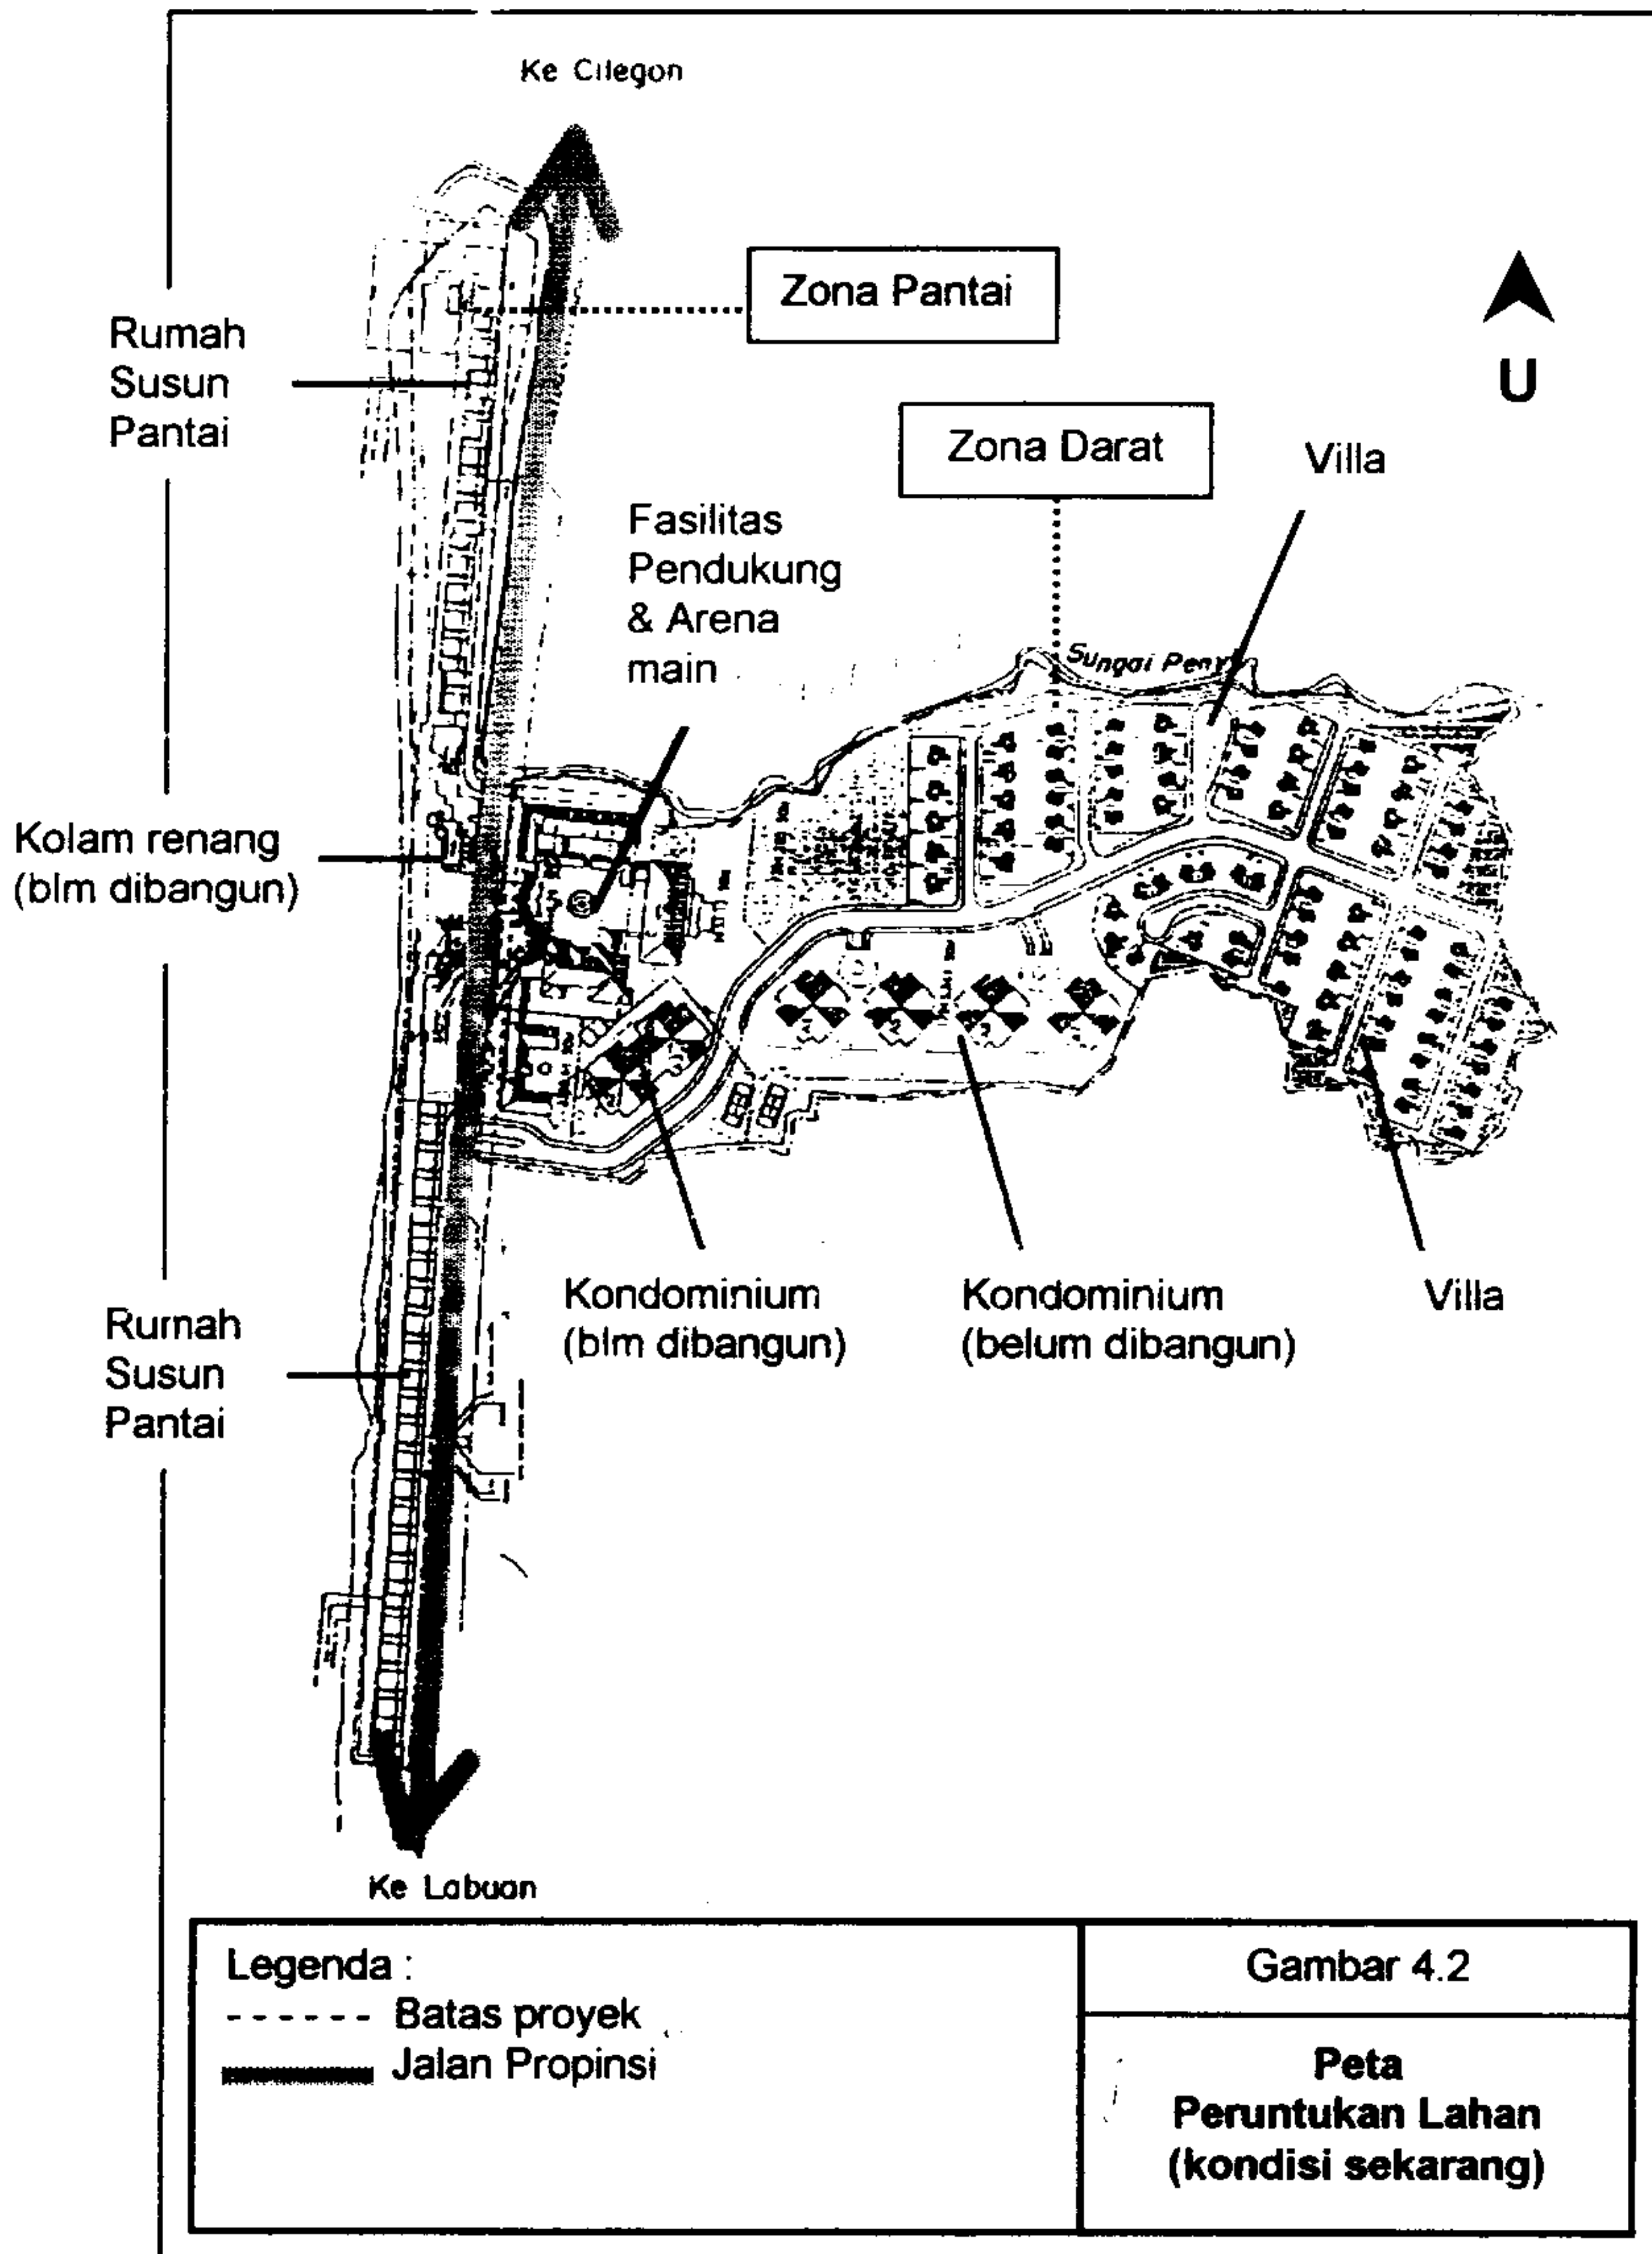 Ke Cilegon
Zona Pantai
Rumah
Susun
Pantai
U
Zona Darat
Villa
Fasilitas
Pendukung
& Arena
main
Sungai
Kolam renang
(blm dibangun)
Kondominium
(blm dibangun)
Kondominium
(belum dibangun)
Villa
Rumah
Susun
Pantai
Ke Labuan
Legenda :
Batas proyek
Jalan Propinsi
Gambar 4.2
Peta
Peruntukan Lahan
(kondisi sekarang)